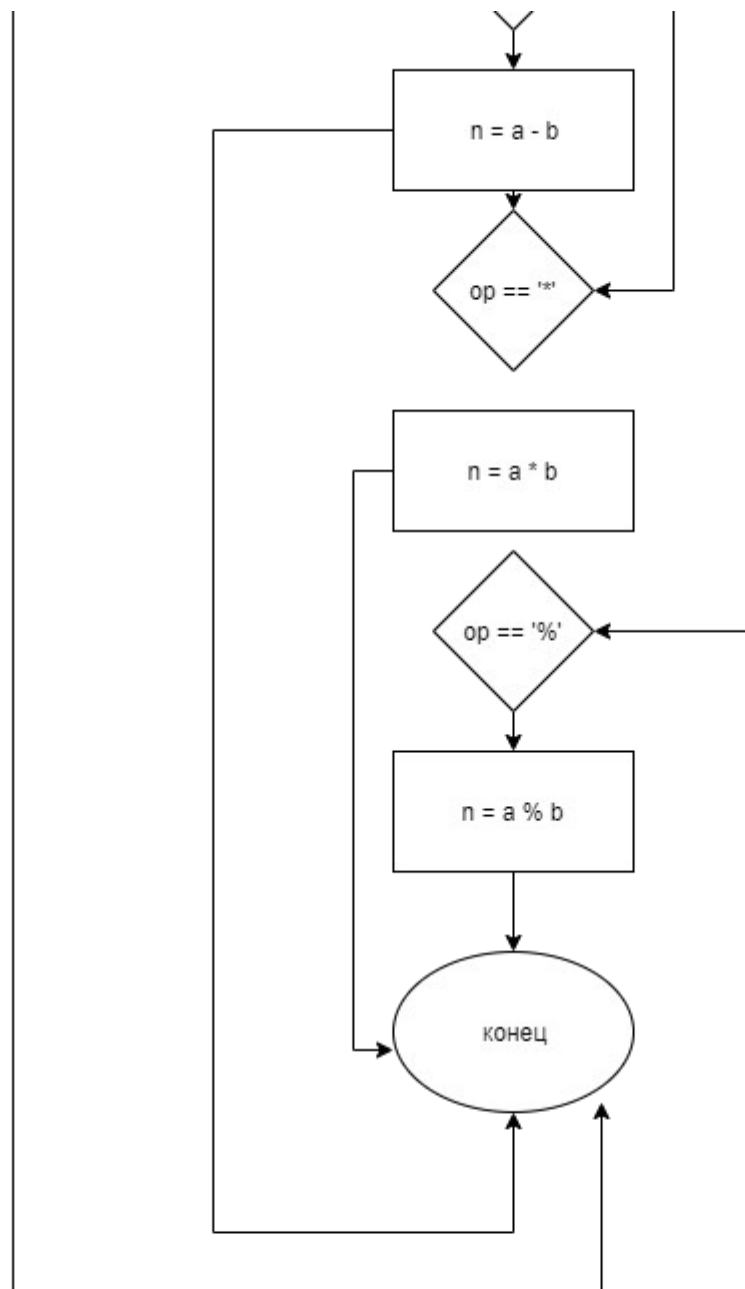 n = a - b
op == '*'
n = a * b
op == '%'
n = a % b
конец